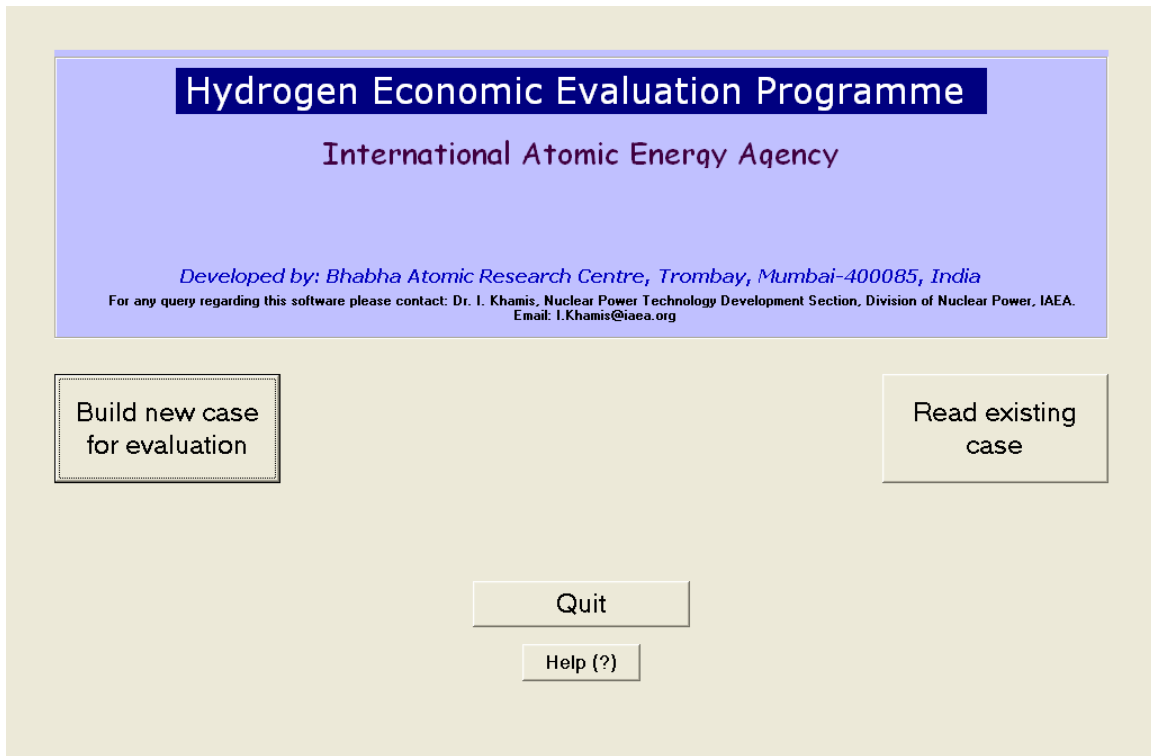 Hydrogen Economic Evaluation Programme
International Atomic Energy Agency
Developed by: Bhabha Atomic Research Centre, Trombay, Mumbai-400085, India
For any query regarding this software please contact: Dr. I. Khamis, Nuclear Power Technology Development Section, Division of Nuclear Power, IAEA.
Email: I.Khamis@iaea.org
Build new case
for evaluation
Read existing
case
Quit
Help (?)